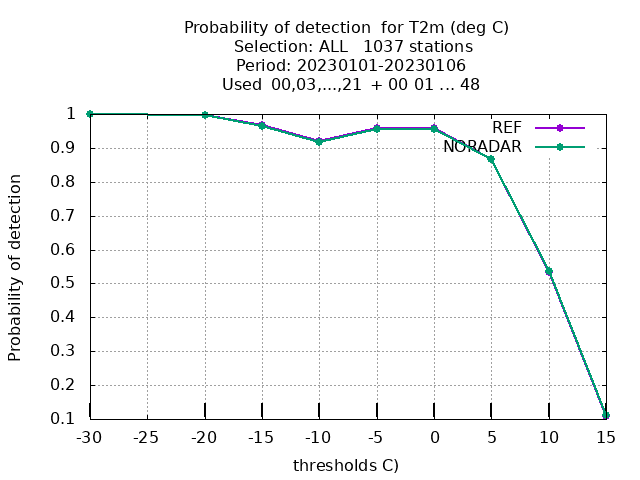 Probability of detection  for T2m (deg C)
Selection: ALL   1037 stations
Period: 20230101-20230106
Used  00,03,...,21  + 00 01 ... 48
REF
NORADAR
1
0.9
0.8
0.7
0.6
0.5
0.4
0.3
0.2
0.1
Probability of detection
-30 -25 -20 -15 -10 -5 0 5 10 15
thresholds C)